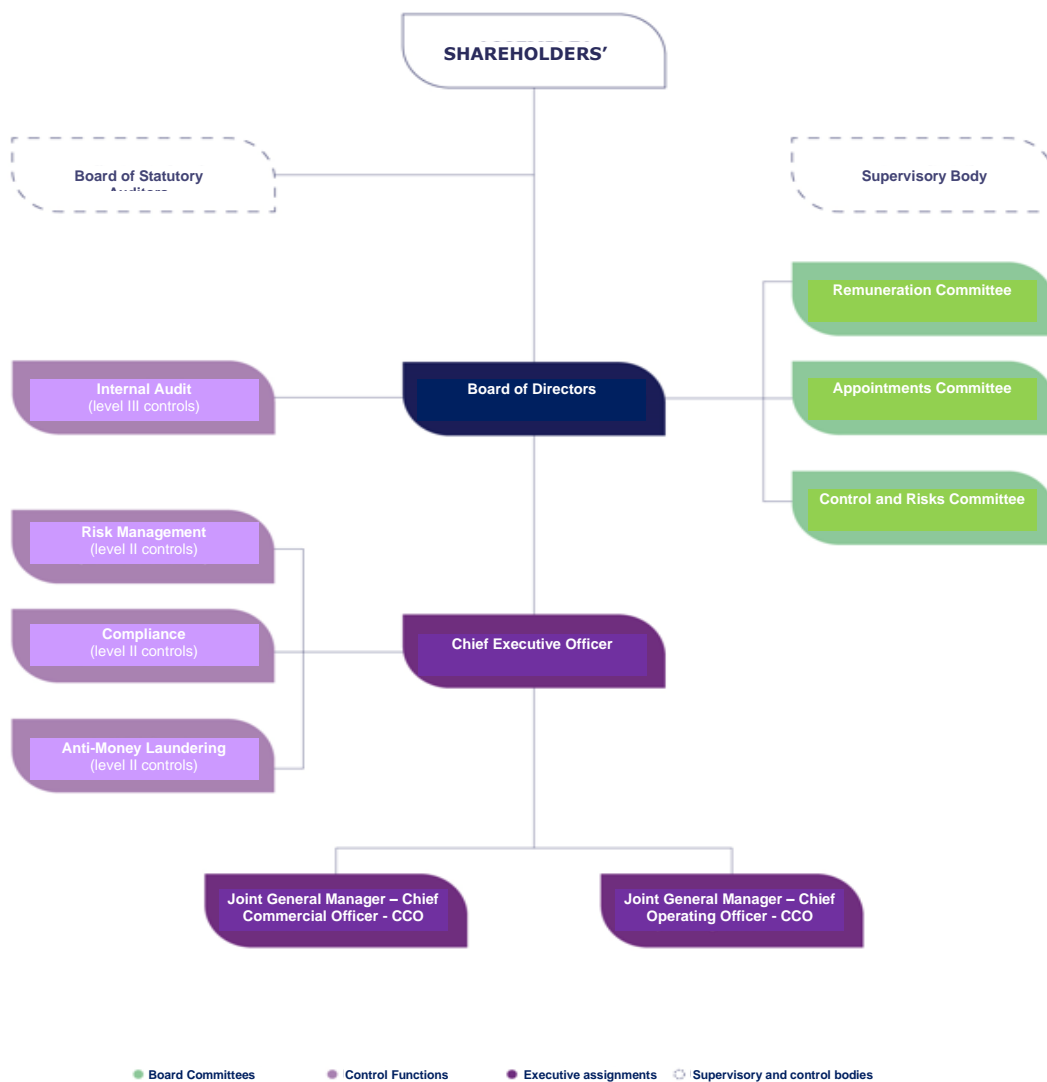 SHAREHOLDERS’
Board of Statutory
Supervisory Body
Remuneration Committee
Internal Audit
(level III controls)
Board of Directors
Appointments Committee
Control and Risks Committee
Risk Management
(level II controls)
Compliance
(level II controls)
Chief Executive Officer
Anti-Money Laundering
(level II controls)
Joint General Manager – Chief
Commercial Officer - CCO
Joint General Manager – Chief
Operating Officer - CCO
Board Committees
Control Functions
Executive assignments
Supervisory and control bodies